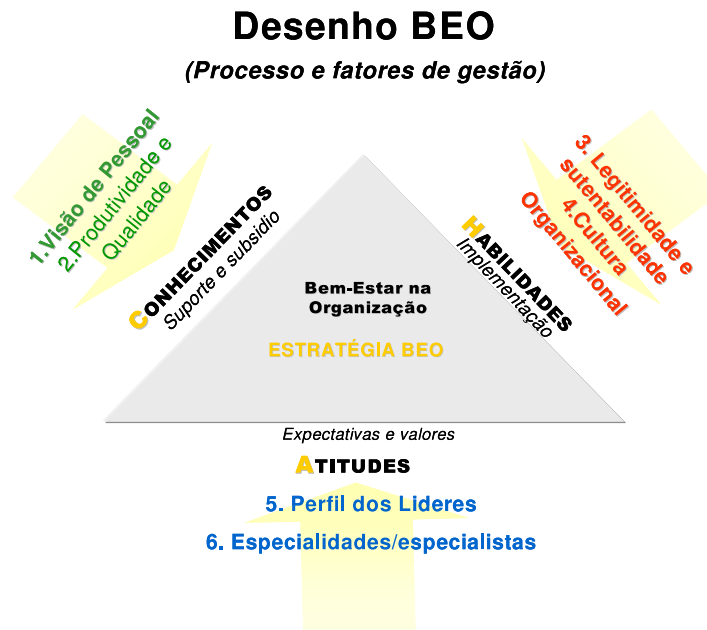 Desenho BEO
(Processo e fatores de gestão)
1.Visão de Pessoal
2.Produtividade e
Qualidade
CONHECIMENTOS
Suporte e subsidio
3. Legitimidade e
sutentabilidade
4.Cultura
Organizacional
HABILIDADES
Implementação
Bem-Estar na
Organização
ESTRATÉGIA BEO
Expectativas e valores
ATITUDES
5. Perfil dos Lideres
6. Especialidades/especialistas